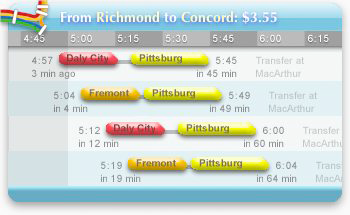 From Richmond to Concord: $3.55
4:45 5:00 5:15 5:30 5:45 6:00 6:15
4:57 Daly City Pittsburg 5:45 Transfer at
3 min ago in 45 min MacArthur
5:04 Fremont Pittsburg 5:49 Transfer at
in 4 min in 49 min MacArthur
5:12 Daly City Pittsburg 6:00 Transfer at
in 12 min in 60 min MacArthur
5:19 Fremont Pittsburg 6:04 Trans
in 19 min in 64 min MacAr